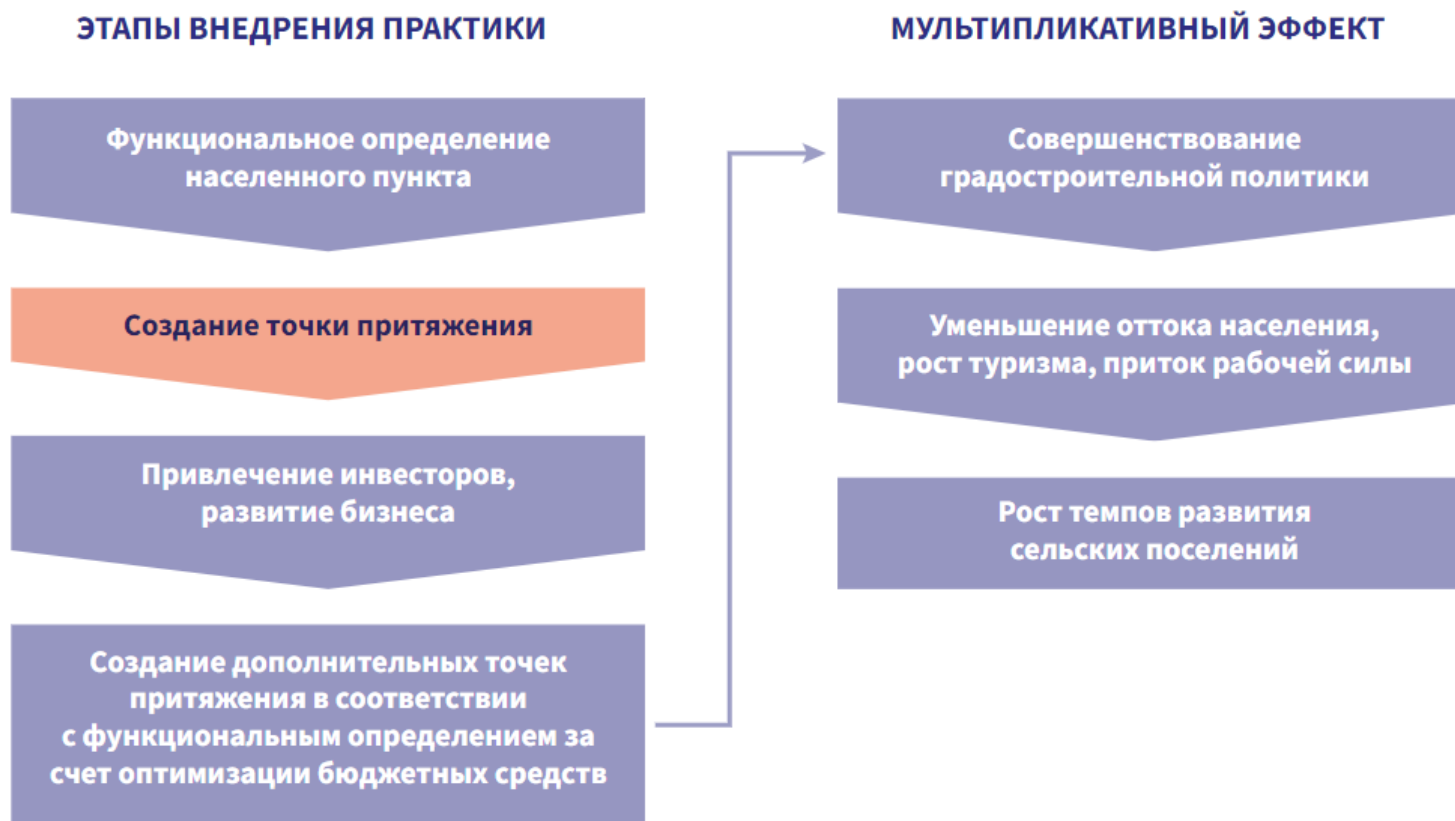 ЭТАПЫ ВНЕДРЕНИЯ ПРАКТИКИ
Функциональное определение
населенного пункта
Создание точки притяжения
Привлечение инвесторов,
развитие бизнеса
Создание дополнительных точек
притяжения в соответствии
с функциональным определением за
счет оптимизации бюджетных средств
МУЛЬТИПЛИКАТИВНЫЙ ЭФФЕКТ
Совершенствование
градостроительной политики
Уменьшение оттока населения,
рост туризма, приток рабочей силы
Рост темпов развития
сельских поселений